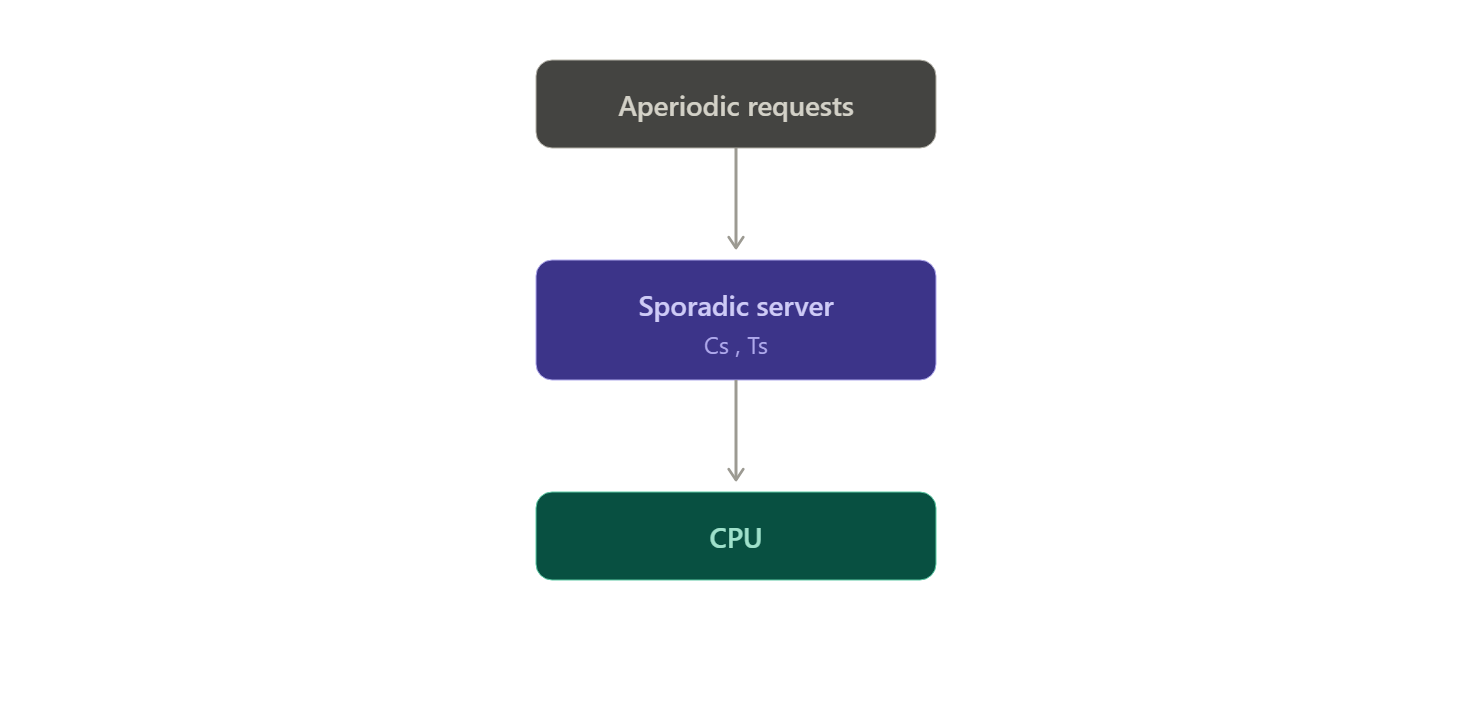 Aperiodic requests
Sporadic server
Cs , Ts
CPU